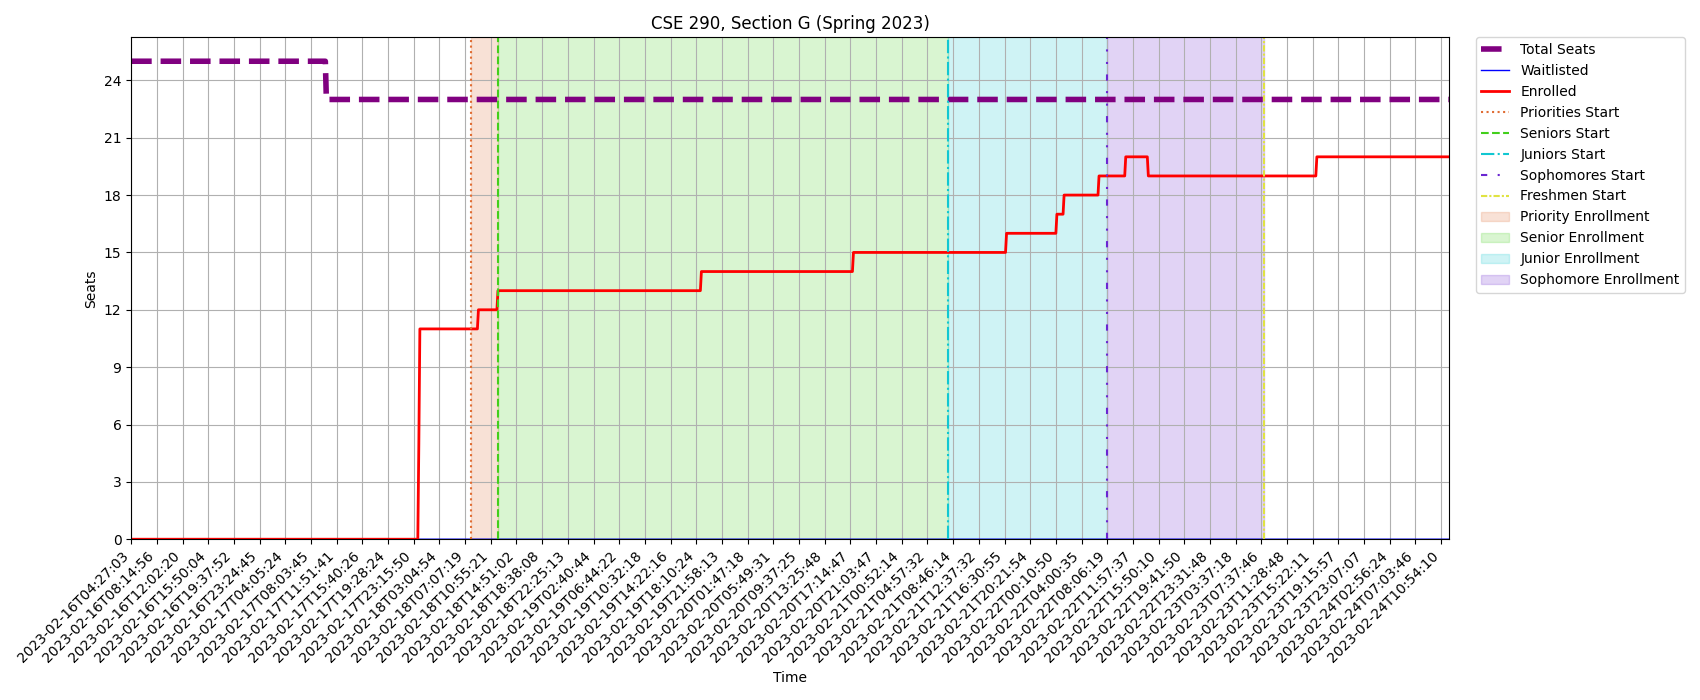 CSE 290, Section G (Spring 2023)
Seats
24
21
18
15
12
9
6
3
0
2023-02-16T04:27:03
2023-02-16T08:14:56
2023-02-16T12:02:20
2023-02-16T15:50:04
2023-02-16T19:37:52
2023-02-16T23:24:45
2023-02-17T04:05:24
2023-02-17T08:03:45
2023-02-17T11:51:41
2023-02-17T15:40:26
2023-02-17T19:28:24
2023-02-17T23:15:50
2023-02-18T03:04:54
2023-02-18T07:07:19
2023-02-18T10:55:21
2023-02-18T14:51:02
2023-02-18T18:38:08
2023-02-18T22:25:13
2023-02-19T02:40:44
2023-02-19T06:44:22
2023-02-19T10:32:18
2023-02-19T14:22:16
2023-02-19T18:10:24
2023-02-19T21:58:13
2023-02-20T01:47:18
2023-02-20T05:49:31
2023-02-20T09:37:25
2023-02-20T13:25:48
2023-02-20T17:14:47
2023-02-20T21:03:47
2023-02-21T00:52:14
2023-02-21T04:57:32
2023-02-21T08:46:14
2023-02-21T12:37:32
2023-02-21T16:30:55
2023-02-21T20:21:54
2023-02-22T00:10:50
2023-02-22T04:00:35
2023-02-22T08:06:19
2023-02-22T11:57:37
2023-02-22T15:50:10
2023-02-22T19:41:50
2023-02-22T23:31:48
2023-02-23T03:37:18
2023-02-23T07:37:46
2023-02-23T11:28:48
2023-02-23T15:22:11
2023-02-23T19:15:57
2023-02-23T23:07:07
2023-02-24T02:56:24
2023-02-24T07:03:46
2023-02-24T10:54:10
Time
Total Seats
Waitlisted
Enrolled
Priorities Start
Seniors Start
Juniors Start
Sophomores Start
Freshmen Start
Priority Enrollment
Senior Enrollment
Junior Enrollment
Sophomore Enrollment